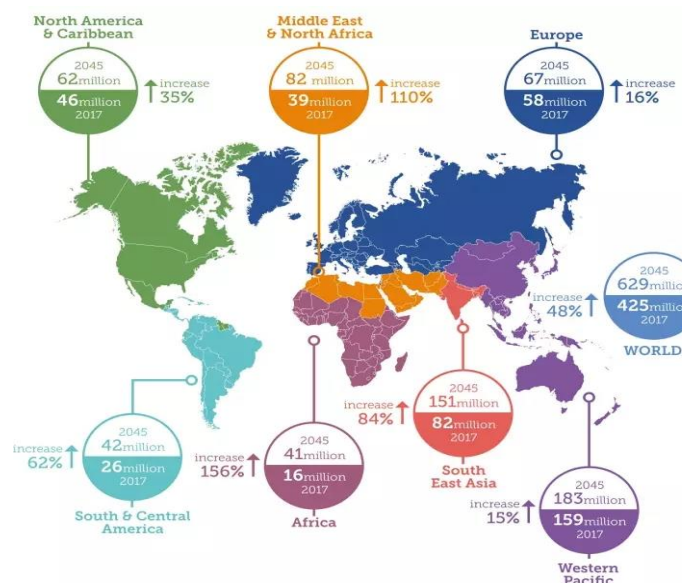 North America
& Caribbean
2045
62million
46million
2017
increase
35%
Middle East
& North Africa
2045
82 million
39million
2017
increase
110%
Europe
2045
67million
58million
2017
increase
16%
2045
629million
425million
2017
increase
48%
WORLD
2045
42million
26million
2017
increase
62%
South & Central
America
2045
41million
16million
2017
increase
156%
Africa
2045
151million
82million
2017
increase
84%
South
East Asia
2045
183million
159million
2017
increase
15%
Western
Pacific